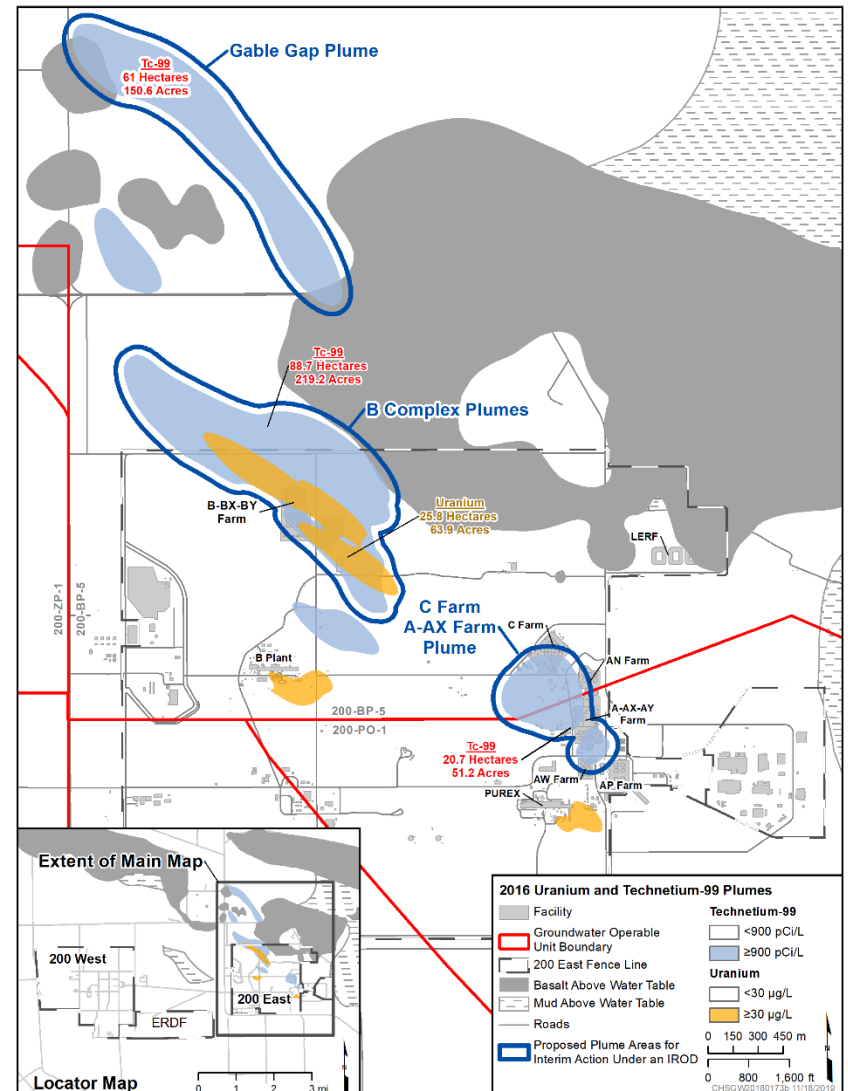 Gable Gap Plume
Tc-99
61 Hectares
150.6 Acres
Tc-99
88.7 Hectares
219.2 Acres
B Complex Plumes
B-BX-BY
Farm
Uranium
25.8 Hectares
63.9 Acres
LERF
200-ZP-1
200-BP-5
C Farm
A-AX Farm
Plume
C Farm
AN Farm
B Plant
A-AX-AY
Farm
200-BP-5
200-PO-1
Tc-99
20.7 Hectares
51.2 Acres
AW Farm
AP Farm
PUREX
Extent of Main Map
200 West
200 East
ERDF
Locator Map
0 1 2 3 mi
2016 Uranium and Technetium-99 Plumes
Facility
Groundwater Operable
Unit Boundary
200 East Fence Line
Basalt Above Water Table
Mud Above Water Table
Roads
Proposed Plume Areas for
Interim Action Under an IROD
Technetium-99
<900 pCi/L
≥900 pCi/L
Uranium
<30 µg/L
≥30 µg/L
0 150 300 450 m
0 800 1,600 ft
CHSGW20180173b 11/18/2019